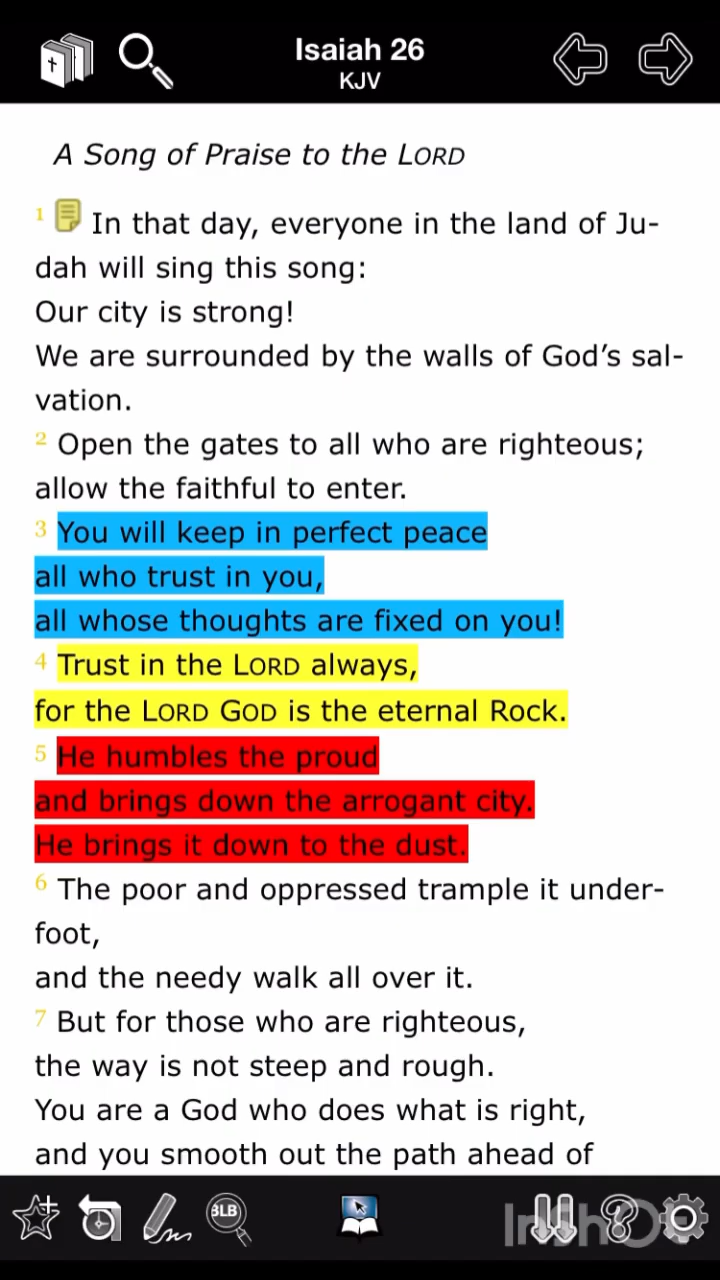 Isaiah 26
KJV
A Song of Praise to the LORD
1 In that day, everyone in the land of Ju-
dah will sing this song:
Our city is strong!
We are surrounded by the walls of God’s sal-
vation.
2 Open the gates to all who are righteous;
allow the faithful to enter.
3 You will keep in perfect peace
all who trust in you,
all whose thoughts are fixed on you!
4 Trust in the LORD always,
for the LORD GOD is the eternal Rock.
5 He humbles the proud
and brings down the arrogant city.
He brings it down to the dust.
6 The poor and oppressed trample it under-
foot,
and the needy walk all over it.
7 But for those who are righteous,
the way is not steep and rough.
You are a God who does what is right,
and you smooth out the path ahead of
BLB
InShOt